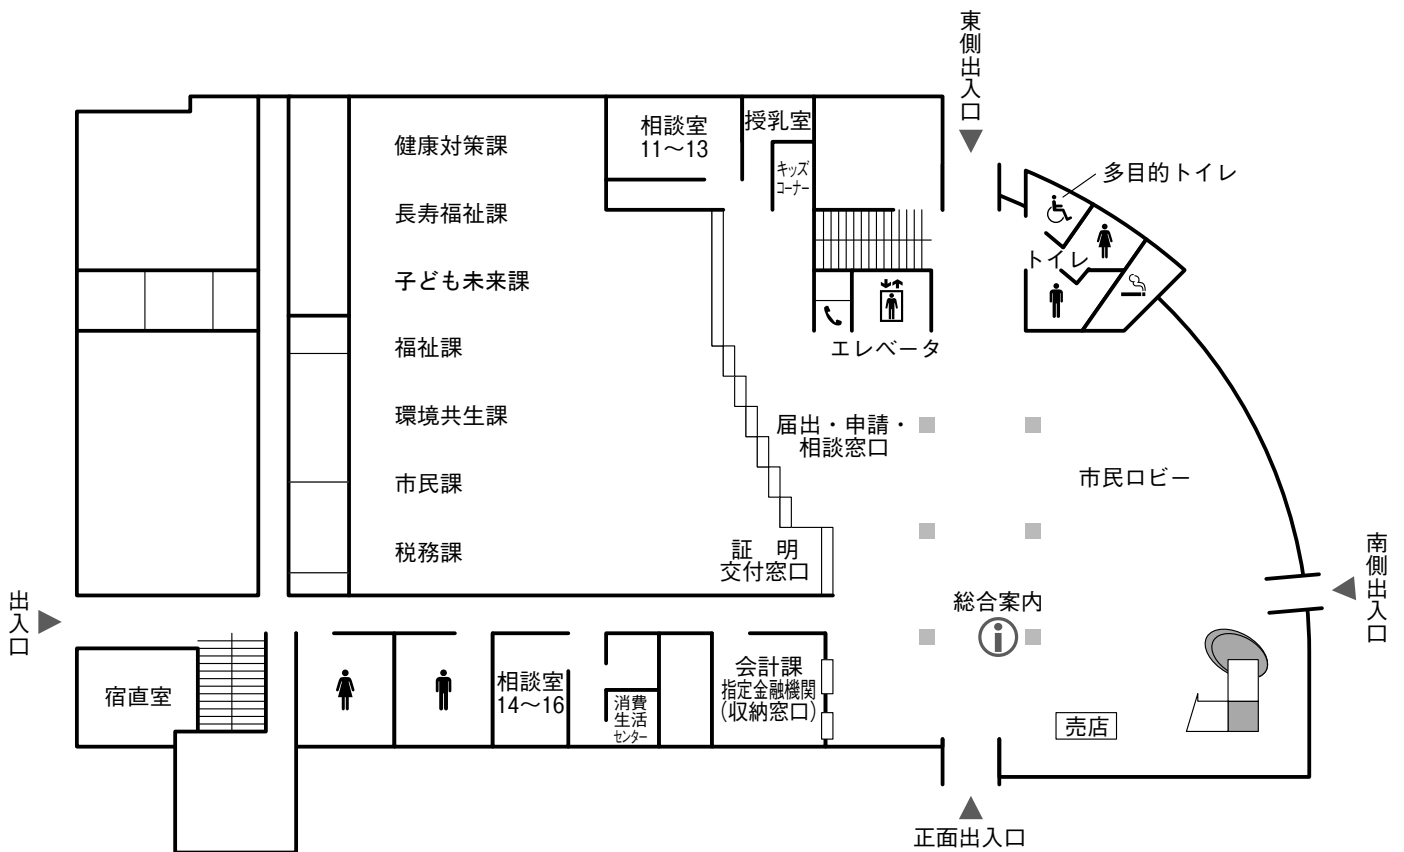 東側出入口
健康対策課
相談室
11〜13
授乳室
キッズ
コーナー
多目的トイレ
長寿福祉課
トイレ
子ども未来課
福祉課
エレベータ
環境共生課
届出・申請・
相談窓口
市民ロビー
市民課
税務課
証　明
交付窓口
南側出入口
総合案内
出入口
宿直室
相談室
14〜16
消費
生活
センター
会計課
指定金融機関
(収納窓口)
売店
正面出入口